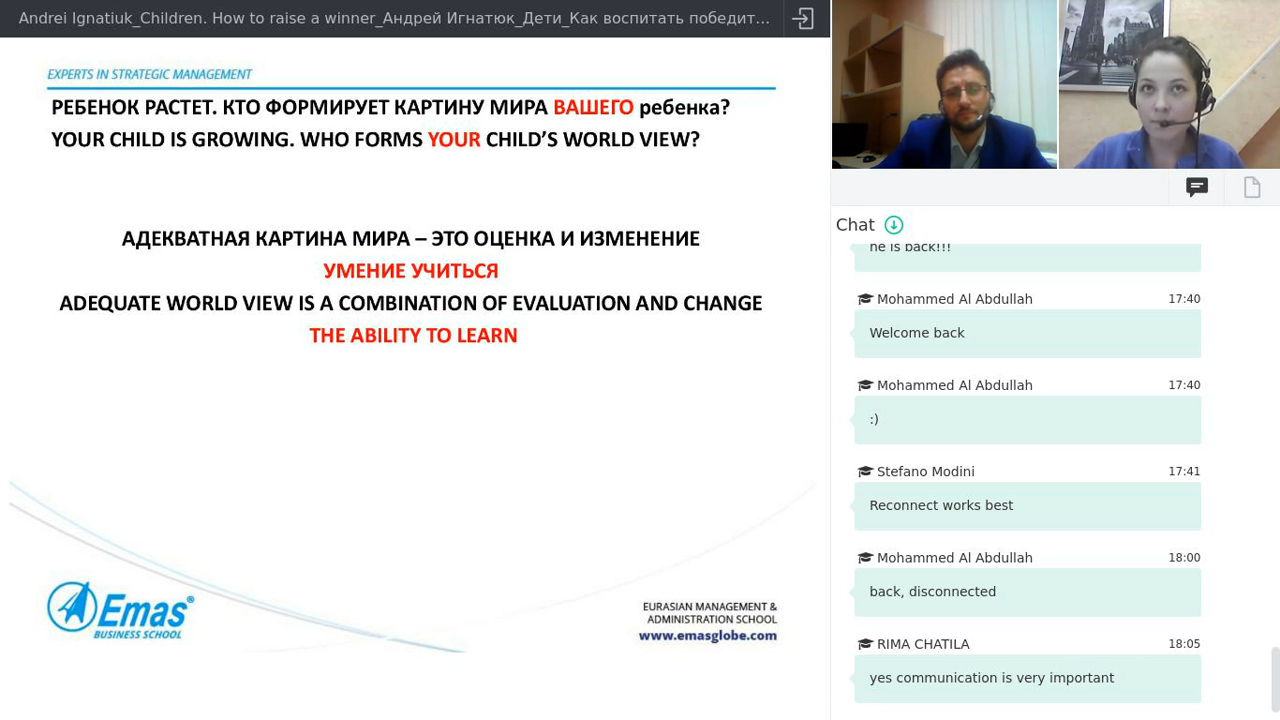 Andrei Ignatiuk_Children. How to raise a winner_Андрей Игнатюк_Дети_Как воспитать победит...
EXPERTS IN STRATEGIC MANAGEMENT
РЕБЕНОК РАСТЕТ. КТО ФОРМИРУЕТ КАРТИНУ МИРА ВАШЕГО ребенка?
YOUR CHILD IS GROWING. WHO FORMS YOUR CHILD’S WORLD VIEW?
АДЕКВАТНАЯ КАРТИНА МИРА – ЭТО ОЦЕНКА И ИЗМЕНЕНИЕ
УМЕНИЕ УЧИТЬСЯ
ADEQUATE WORLD VIEW IS A COMBINATION OF EVALUATION AND CHANGE
THE ABILITY TO LEARN
Emas®
BUSINESS SCHOOL
EURASIAN MANAGEMENT &
ADMINISTRATION SCHOOL
www.emasglobe.com
Chat
he is back!!!
Mohammed Al Abdullah 17:40
Welcome back
Mohammed Al Abdullah 17:40
:)
Stefano Modini 17:41
Reconnect works best
Mohammed Al Abdullah 18:00
back, disconnected
RIMA CHATILA 18:05
yes communication is very important